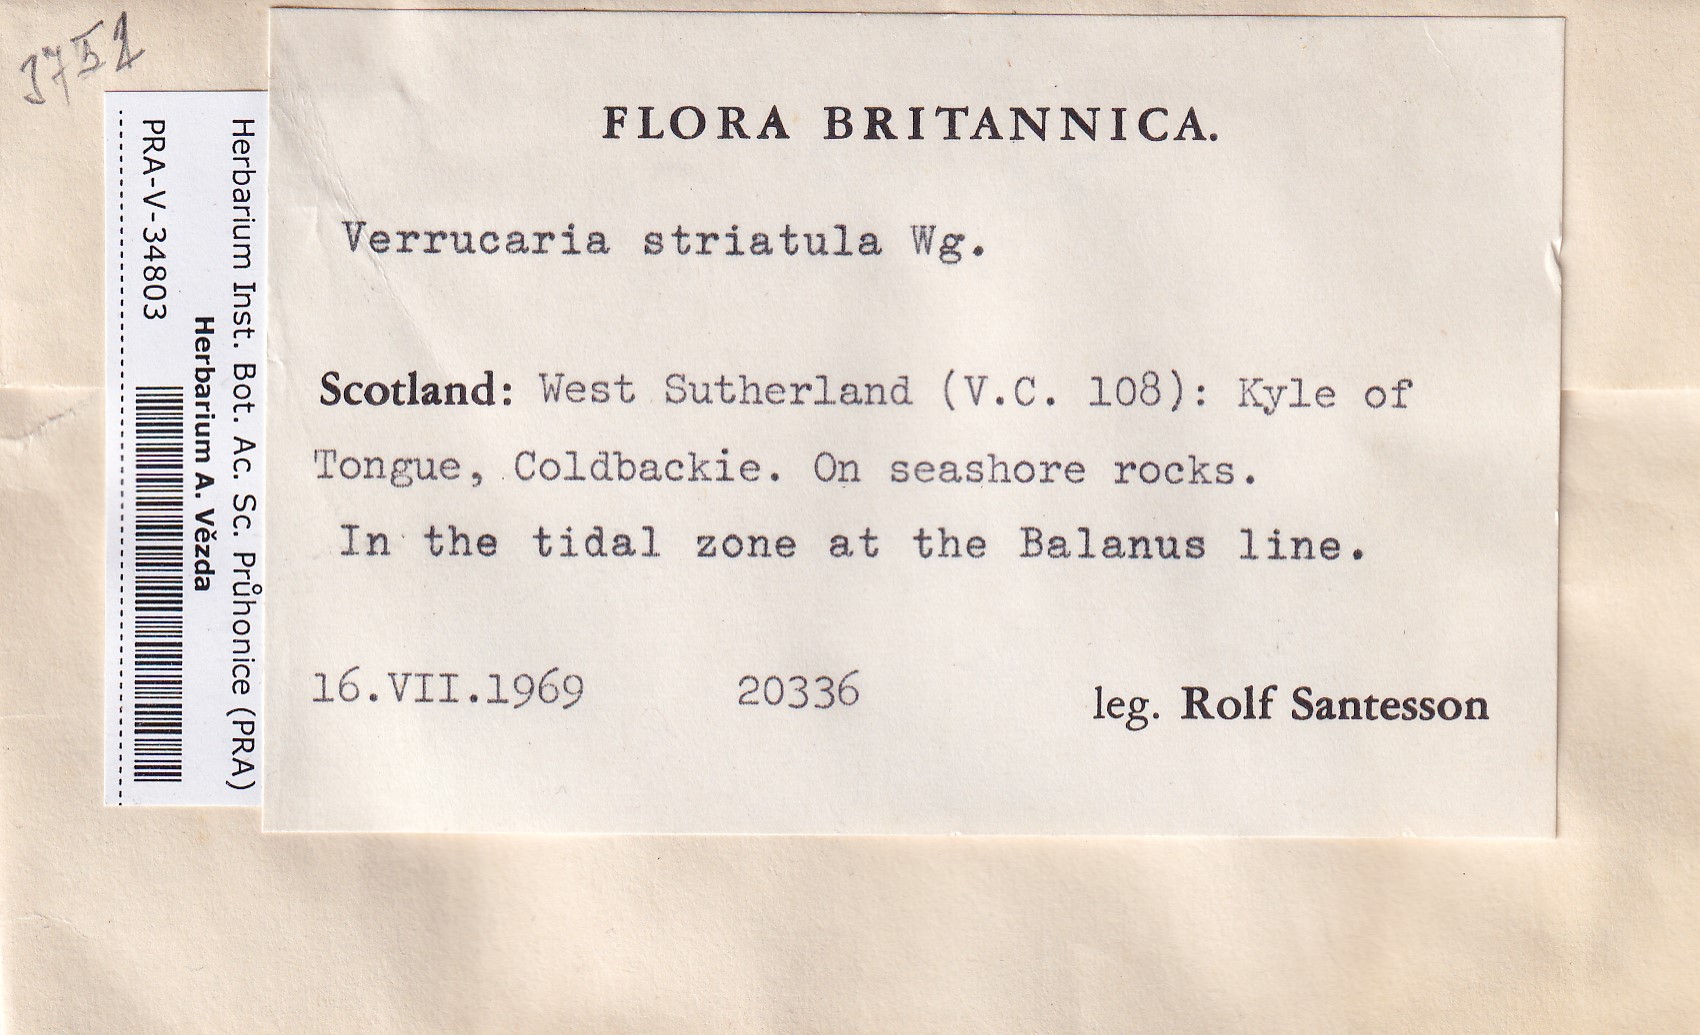 3751
FLORA BRITANNICA.
Verrucaria striatula Wg.
Scotland: West Sutherland (V.C. 108): Kyle of
Tongue, Coldbackie. On seashore rocks.
In the tidal zone at the Balanus line.
16.VII.1969 20336 leg. Rolf Santesson
Herbarium Inst. Bot. Ac. Sc. Průhonice (PRA)
Herbarium A. Vězda
PRA-V-34803